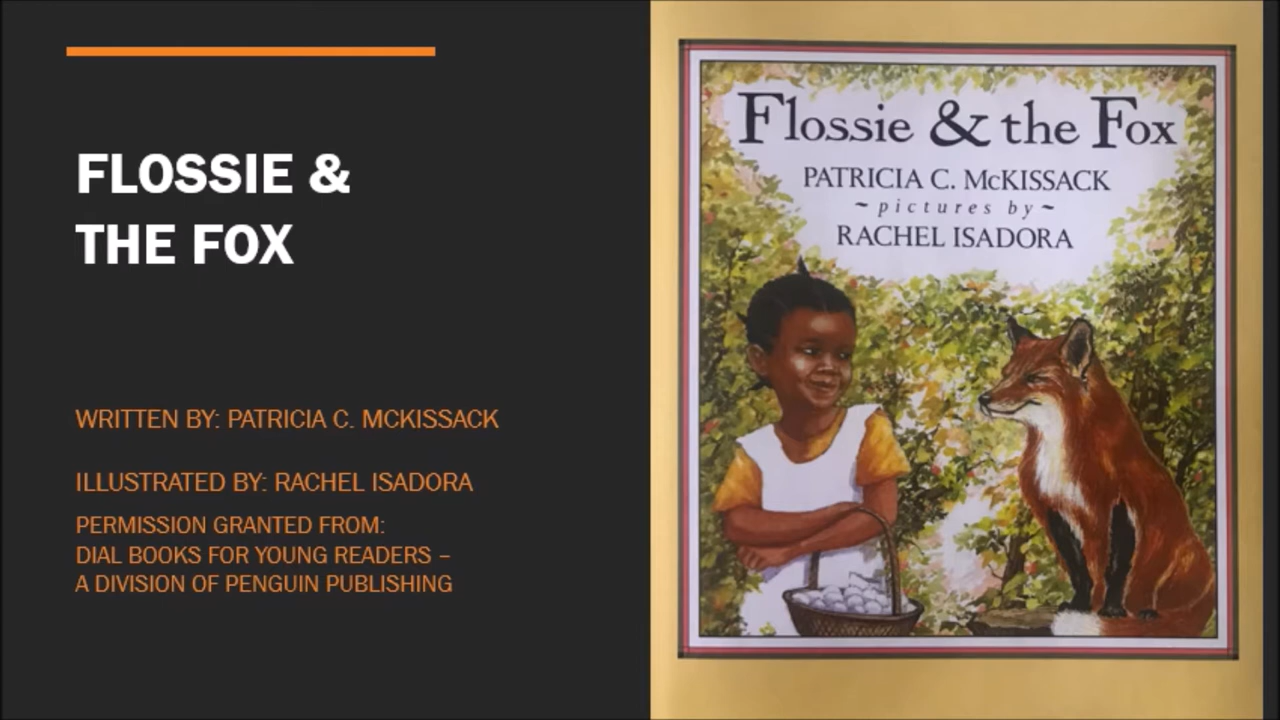 FLOSSIE &
THE FOX
WRITTEN BY: PATRICIA C. MCKISSACK
ILLUSTRATED BY: RACHEL ISADORA
PERMISSION GRANTED FROM:
DIAL BOOKS FOR YOUNG READERS –
A DIVISION OF PENGUIN PUBLISHING
Flossie & the Fox
PATRICIA C. McKISSACK
~ pictures by ~
RACHEL ISADORA